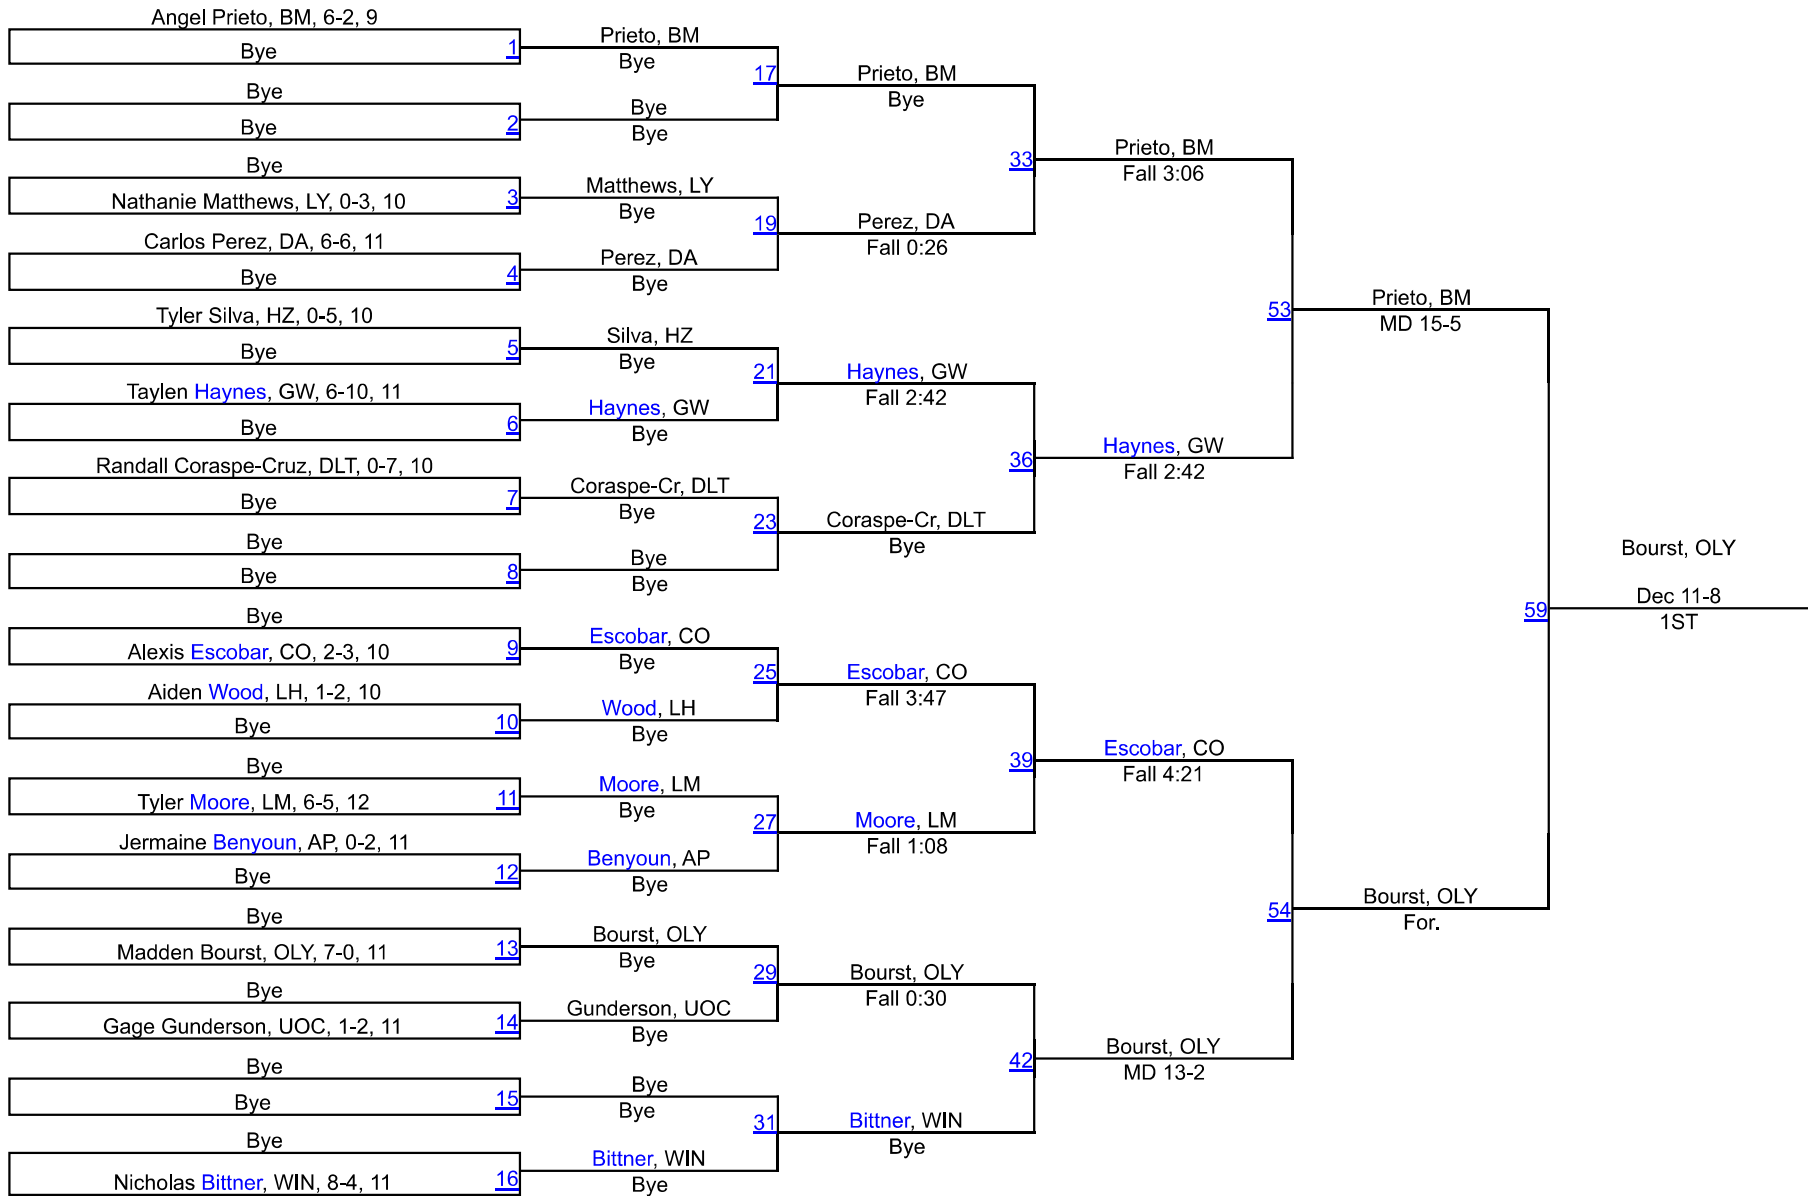 Angel Prieto, BM, 6-2, 9
Bye
1
Bye
Bye
2
Bye
Nathanie Matthews, LY, 0-3, 10
3
Carlos Perez, DA, 6-6, 11
Bye
4
Tyler Silva, HZ, 0-5, 10
Bye
5
Taylen Haynes, GW, 6-10, 11
Bye
6
Randall Coraspe-Cruz, DLT, 0-7, 10
Bye
7
Bye
Bye
8
Bye
Alexis Escobar, CO, 2-3, 10
9
Aiden Wood, LH, 1-2, 10
Bye
10
Bye
Tyler Moore, LM, 6-5, 12
11
Jermaine Benyoun, AP, 0-2, 11
Bye
12
Bye
Madden Bourst, OLY, 7-0, 11
13
Bye
Gage Gunderson, UOC, 1-2, 11
14
Bye
Bye
15
Bye
Nicholas Bittner, WIN, 8-4, 11
16
Prieto, BM
Bye
17
Bye
Bye
Matthews, LY
Bye
19
Perez, DA
Bye
Silva, HZ
Bye
21
Haynes, GW
Bye
Coraspe-Cr, DLT
Bye
23
Bye
Bye
Escobar, CO
Bye
25
Wood, LH
Bye
Moore, LM
Bye
27
Benyoun, AP
Bye
Bourst, OLY
Bye
29
Gunderson, UOC
Bye
Bye
Bye
31
Bittner, WIN
Bye
Prieto, BM
Bye
33
Perez, DA
Fall 0:26
Haynes, GW
Fall 2:42
36
Coraspe-Cr, DLT
Bye
Escobar, CO
Fall 3:47
39
Moore, LM
Fall 1:08
Bourst, OLY
Fall 0:30
42
Bittner, WIN
Bye
Prieto, BM
Fall 3:06
53
Haynes, GW
Fall 2:42
Escobar, CO
Fall 4:21
54
Bourst, OLY
MD 13-2
Prieto, BM
MD 15-5
59
Bourst, OLY
For.
Bourst, OLY
Dec 11-8
1ST